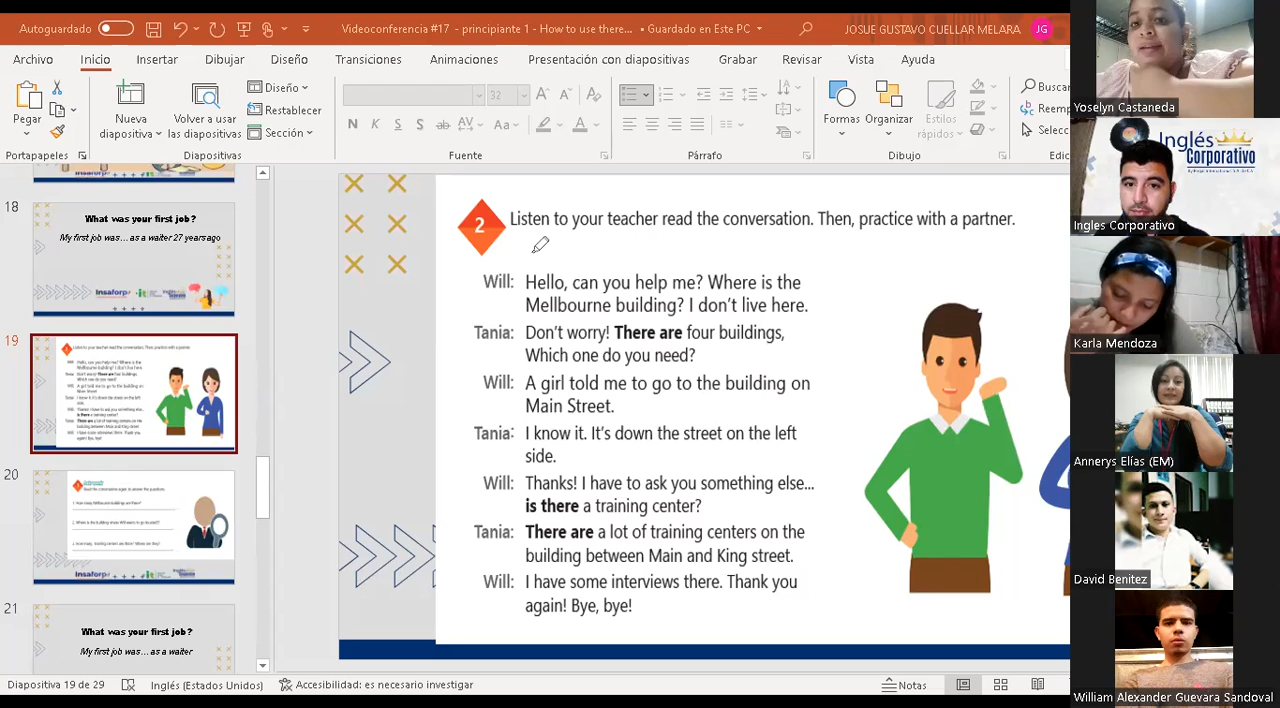 Autoguardado
Videoconferencia #17 - principiante 1 - How to use there... • Guardado en Este PC
JOSUE GUSTAVO CUELLAR MELARA
JG
Archivo Inicio Insertar Dibujar Diseño Transiciones Animaciones Presentación con diapositivas Grabar Revisar Vista Ayuda
Pegar
Nueva diapositiva
Volver a usar las diapositivas
Diseño
Restablecer
Sección
32
N K S S ab AV Aa A
Formas
Organizar
Estilos rápidos
Buscar
Reemp
Selecc
Portapapeles
Diapositivas
Fuente
Párrafo
Dibujo
Edic
18
What was your first job?
My first job was... as a waiter 27 years ago
Insaforp
19
20
21
What was your first job?
My first job was... as a waiter
2
Listen to your teacher read the conversation. Then, practice with a partner.
Will: Hello, can you help me? Where is the
Mellbourne building? I don't live here.
Tania: Don't worry! There are four buildings,
Which one do you need?
Will: A girl told me to go to the building on
Main Street.
Tania: I know it. It's down the street on the left
side.
Will: Thanks! I have to ask you something else...
is there a training center?
Tania: There are a lot of training centers on the
building between Main and King street.
Will: I have some interviews there. Thank you
again! Bye, bye!
Diapositiva 19 de 29
Inglés (Estados Unidos)
Accesibilidad: es necesario investigar
Notas
Yoselyn Castaneda
Inglés
Corporativo
Ingles Corporativo
Karla Mendoza
Annerys Elías (EM)
David Benitez
William Alexander Guevara Sandoval